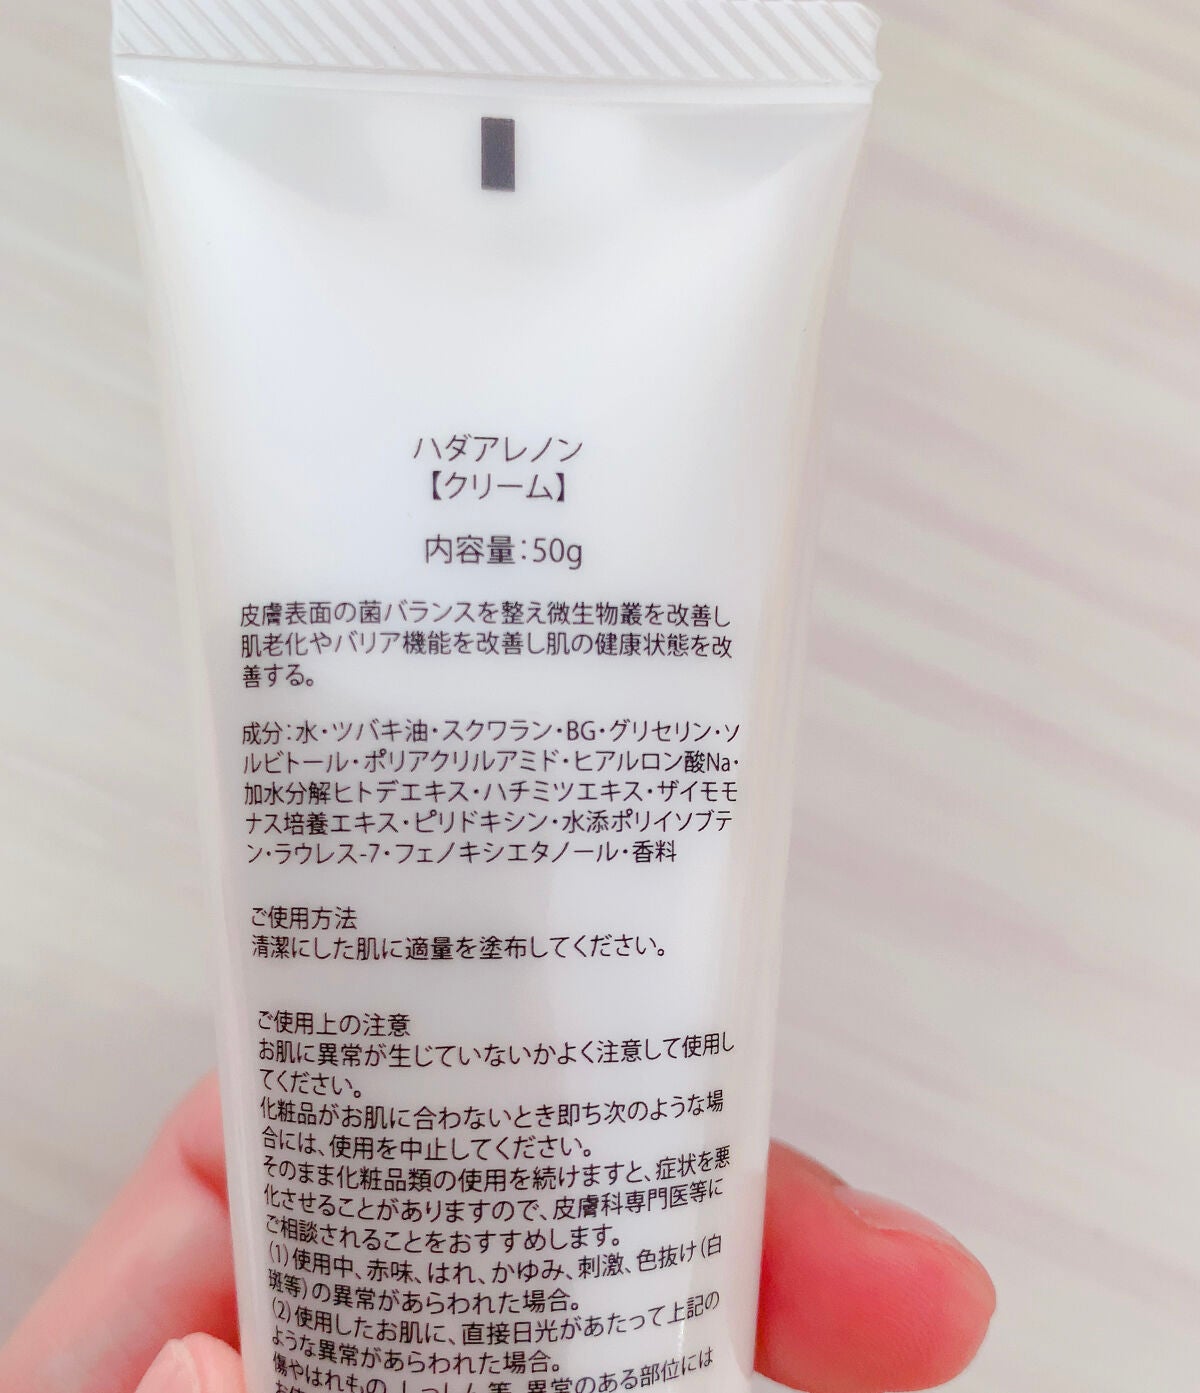 ハダアレノン
【クリーム】
内容量:50g
皮膚表面の菌バランスを整え微生物叢を改善し
肌老化やバリア機能を改善し肌の健康状態を改
善する。
成分:水・ツバキ油・スクワラン・BG・グリセリン・ソ
ルビトール・ポリアクリルアミド・ヒアルロン酸Na・
加水分解ヒトデエキス・ハチミツエキス・ザイモモ
ナス培養エキス・ピリドキシン・水添ポリイソブテ
ン・ラウレス-7・フェノキシエタノール・香料
ご使用方法
清潔にした肌に適量を塗布してください。
ご使用上の注意
お肌に異常が生じていないかよく注意して使用し
てください。
化粧品がお肌に合わないとき即ち次のような場
合には、使用を中止してください。
そのまま化粧品類の使用を続けますと、症状を悪
化させることがありますので、皮膚科専門医等に
ご相談されることをおすすめします。
(1)使用中、赤味、はれ、かゆみ、刺激、色抜け(白
斑等)の異常があらわれた場合。
(2)使用したお肌に、直接日光があたって上記の
ような異常があらわれた場合。
傷やはれもの、しっしん等、異常のある部位には